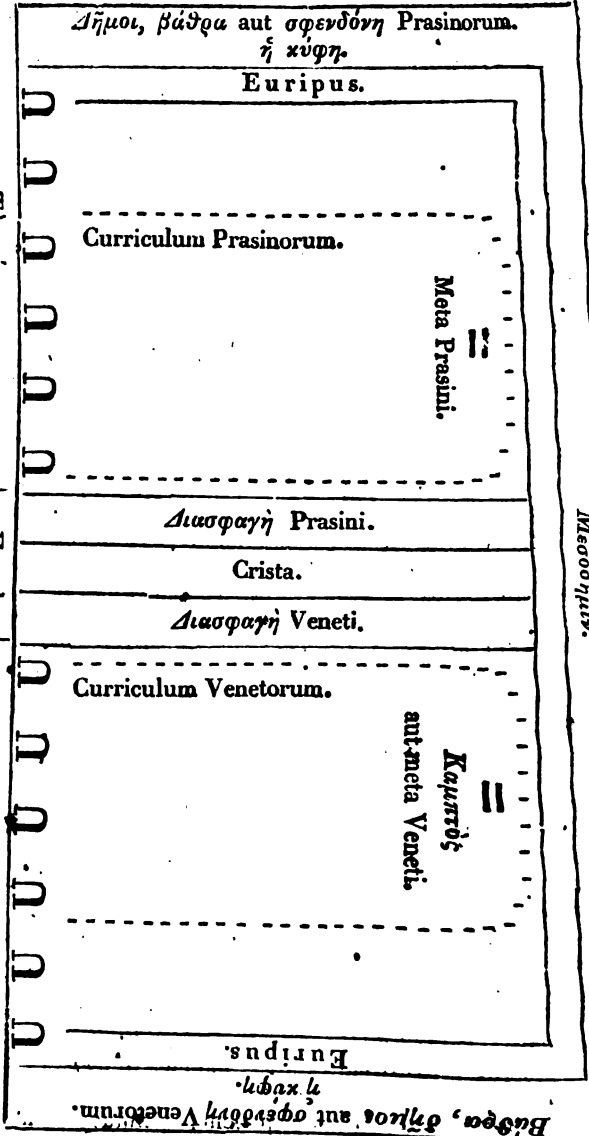 Δῆμοι, βάθρα aut σφενδόνη Prasinorum.
ἢ κύφη.
Euripus.
Curriculum Prasinorum.
Meta Prasini.
Διασφαγὴ Prasini.
Crista.
Διασφαγὴ Veneti.
Curriculum Venetorum.
Καμπτὸς
aut meta Veneti.
Euripus.
ἢ κύφη.
Βάθρα, δῆμοι aut σφενδόνη Venetorum.